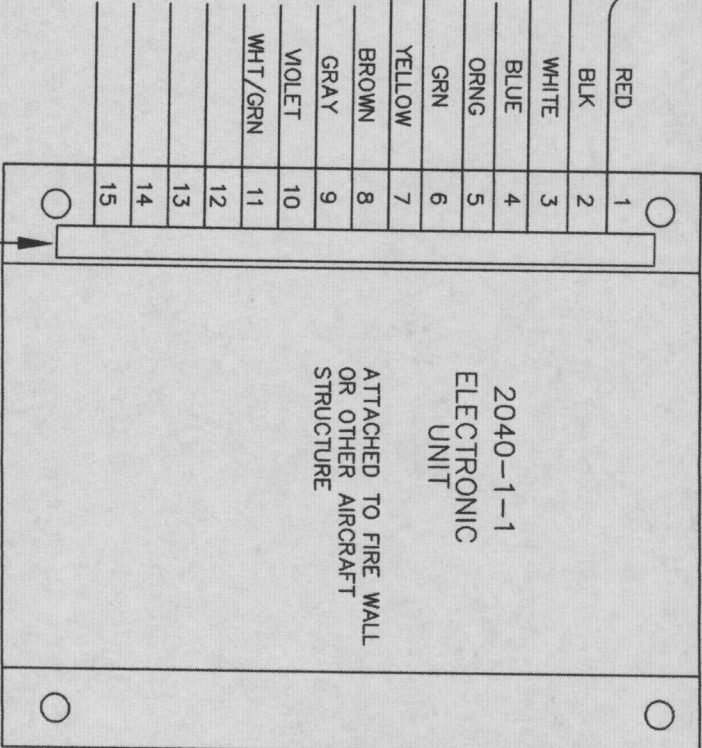 RED 1
BLK 2
WHITE 3
BLUE 4
ORNG 5
GRN 6
YELLOW 7
BROWN 8
GRAY 9
VIOLET 10
WHT/GRN 11
12
13
14
15
2040-1-1
ELECTRONIC
UNIT
ATTACHED TO FIRE WALL
OR OTHER AIRCRAFT
STRUCTURE